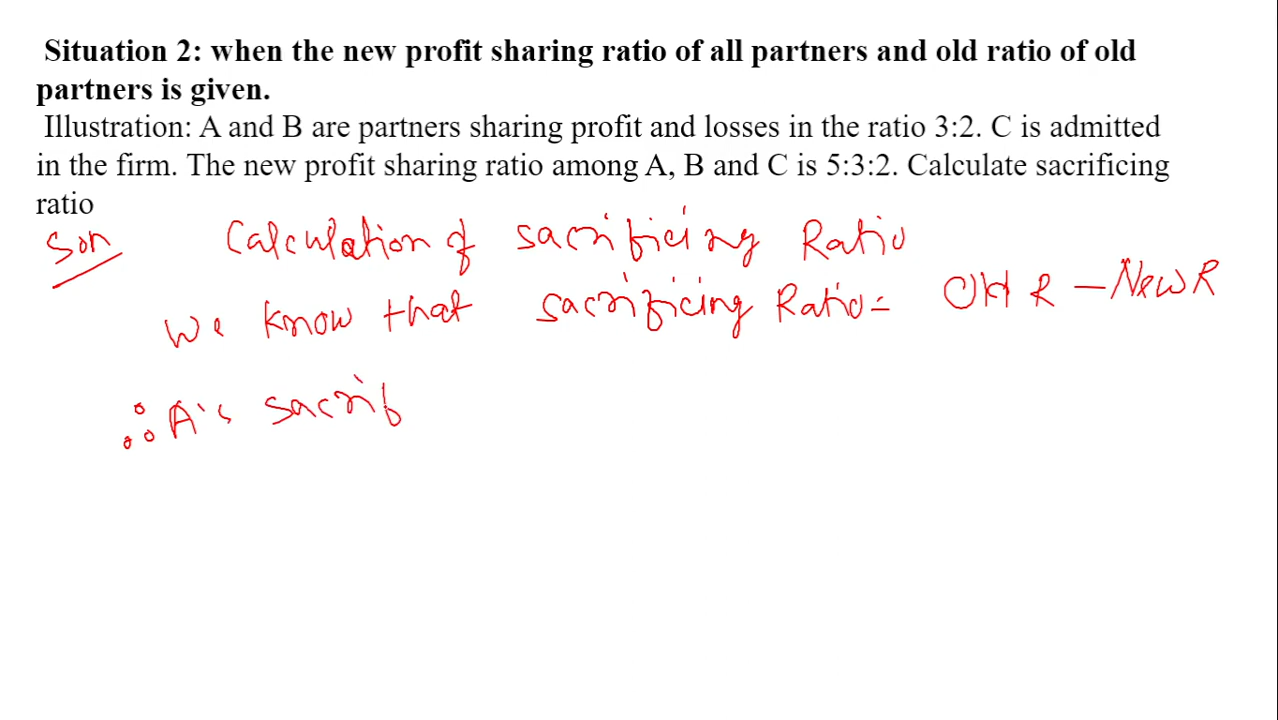 Situation 2: when the new profit sharing ratio of all partners and old ratio of old
partners is given.
Illustration: A and B are partners sharing profit and losses in the ratio 3:2. C is admitted
in the firm. The new profit sharing ratio among A, B and C is 5:3:2. Calculate sacrificing
ratio
Son Calculation of sacrificing Ratio
We know that sacrificing Ratio = Old R - New R
∴ A's sacrif